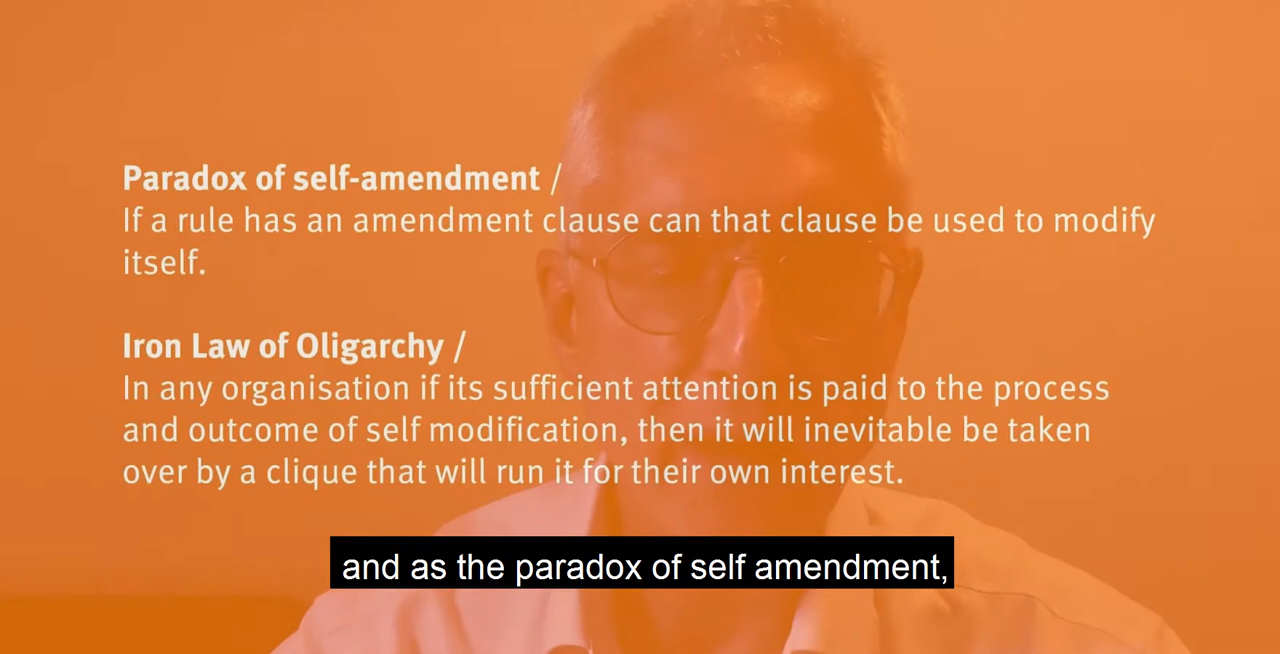 Paradox of self-amendment /
If a rule has an amendment clause can that clause be used to modify
itself.
Iron Law of Oligarchy /
In any organisation if its sufficient attention is paid to the process
and outcome of self modification, then it will inevitable be taken
over by a clique that will run it for their own interest.
and as the paradox of self amendment,